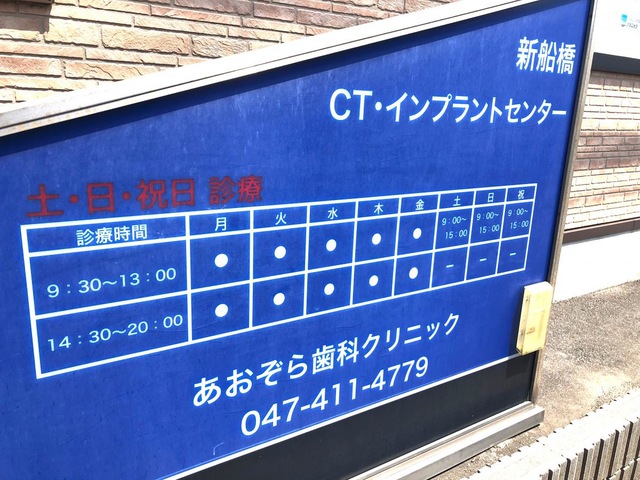 新船橋
CT・インプラントセンター
土・日・祝日 診療
診療時間 月 火 水 木 金 土 日 祝
9:30〜13:00 ● ● ● ● ● 9:00〜15:00 9:00〜15:00 9:00〜15:00
14:30〜20:00 ● ● ● ● ● − − −
あおぞら歯科クリニック
047-411-4779